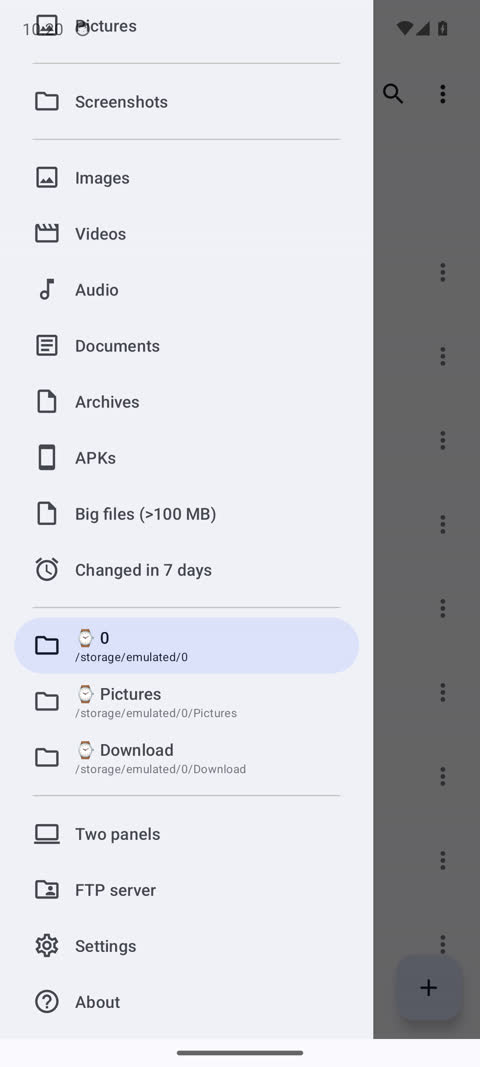 Pictures
Screenshots
Images
Videos
Audio
Documents
Archives
APKs
Big files (>100 MB)
Changed in 7 days
⌚ 0
/storage/emulated/0
⌚ Pictures
/storage/emulated/0/Pictures
⌚ Download
/storage/emulated/0/Download
Two panels
FTP server
Settings
About